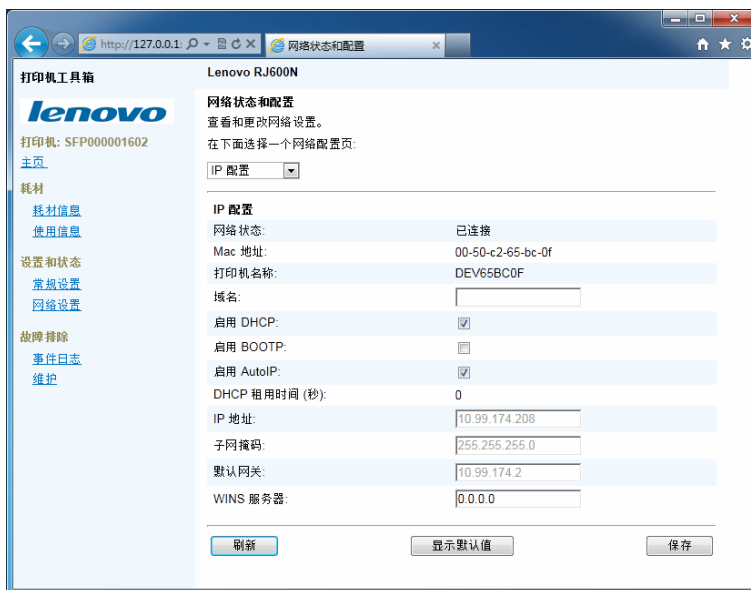 http://127.0.0.1:
网络状态和配置
打印机工具箱
lenovo
打印机: SFP000001602
主页
耗材
耗材信息
使用信息
设置和状态
常规设置
网络设置
故障排除
事件日志
维护
Lenovo RJ600N
网络状态和配置
查看和更改网络设置。
在下面选择一个网络配置页:
IP 配置
IP 配置
网络状态: 已连接
Mac 地址: 00-50-c2-65-bc-0f
打印机名称: DEV65BC0F
域名:
启用 DHCP:
启用 BOOTP:
启用 AutoIP:
DHCP 租用时间 (秒): 0
IP 地址: 10.99.174.208
子网掩码: 255.255.255.0
默认网关: 10.99.174.2
WINS 服务器: 0.0.0.0
刷新 显示默认值 保存